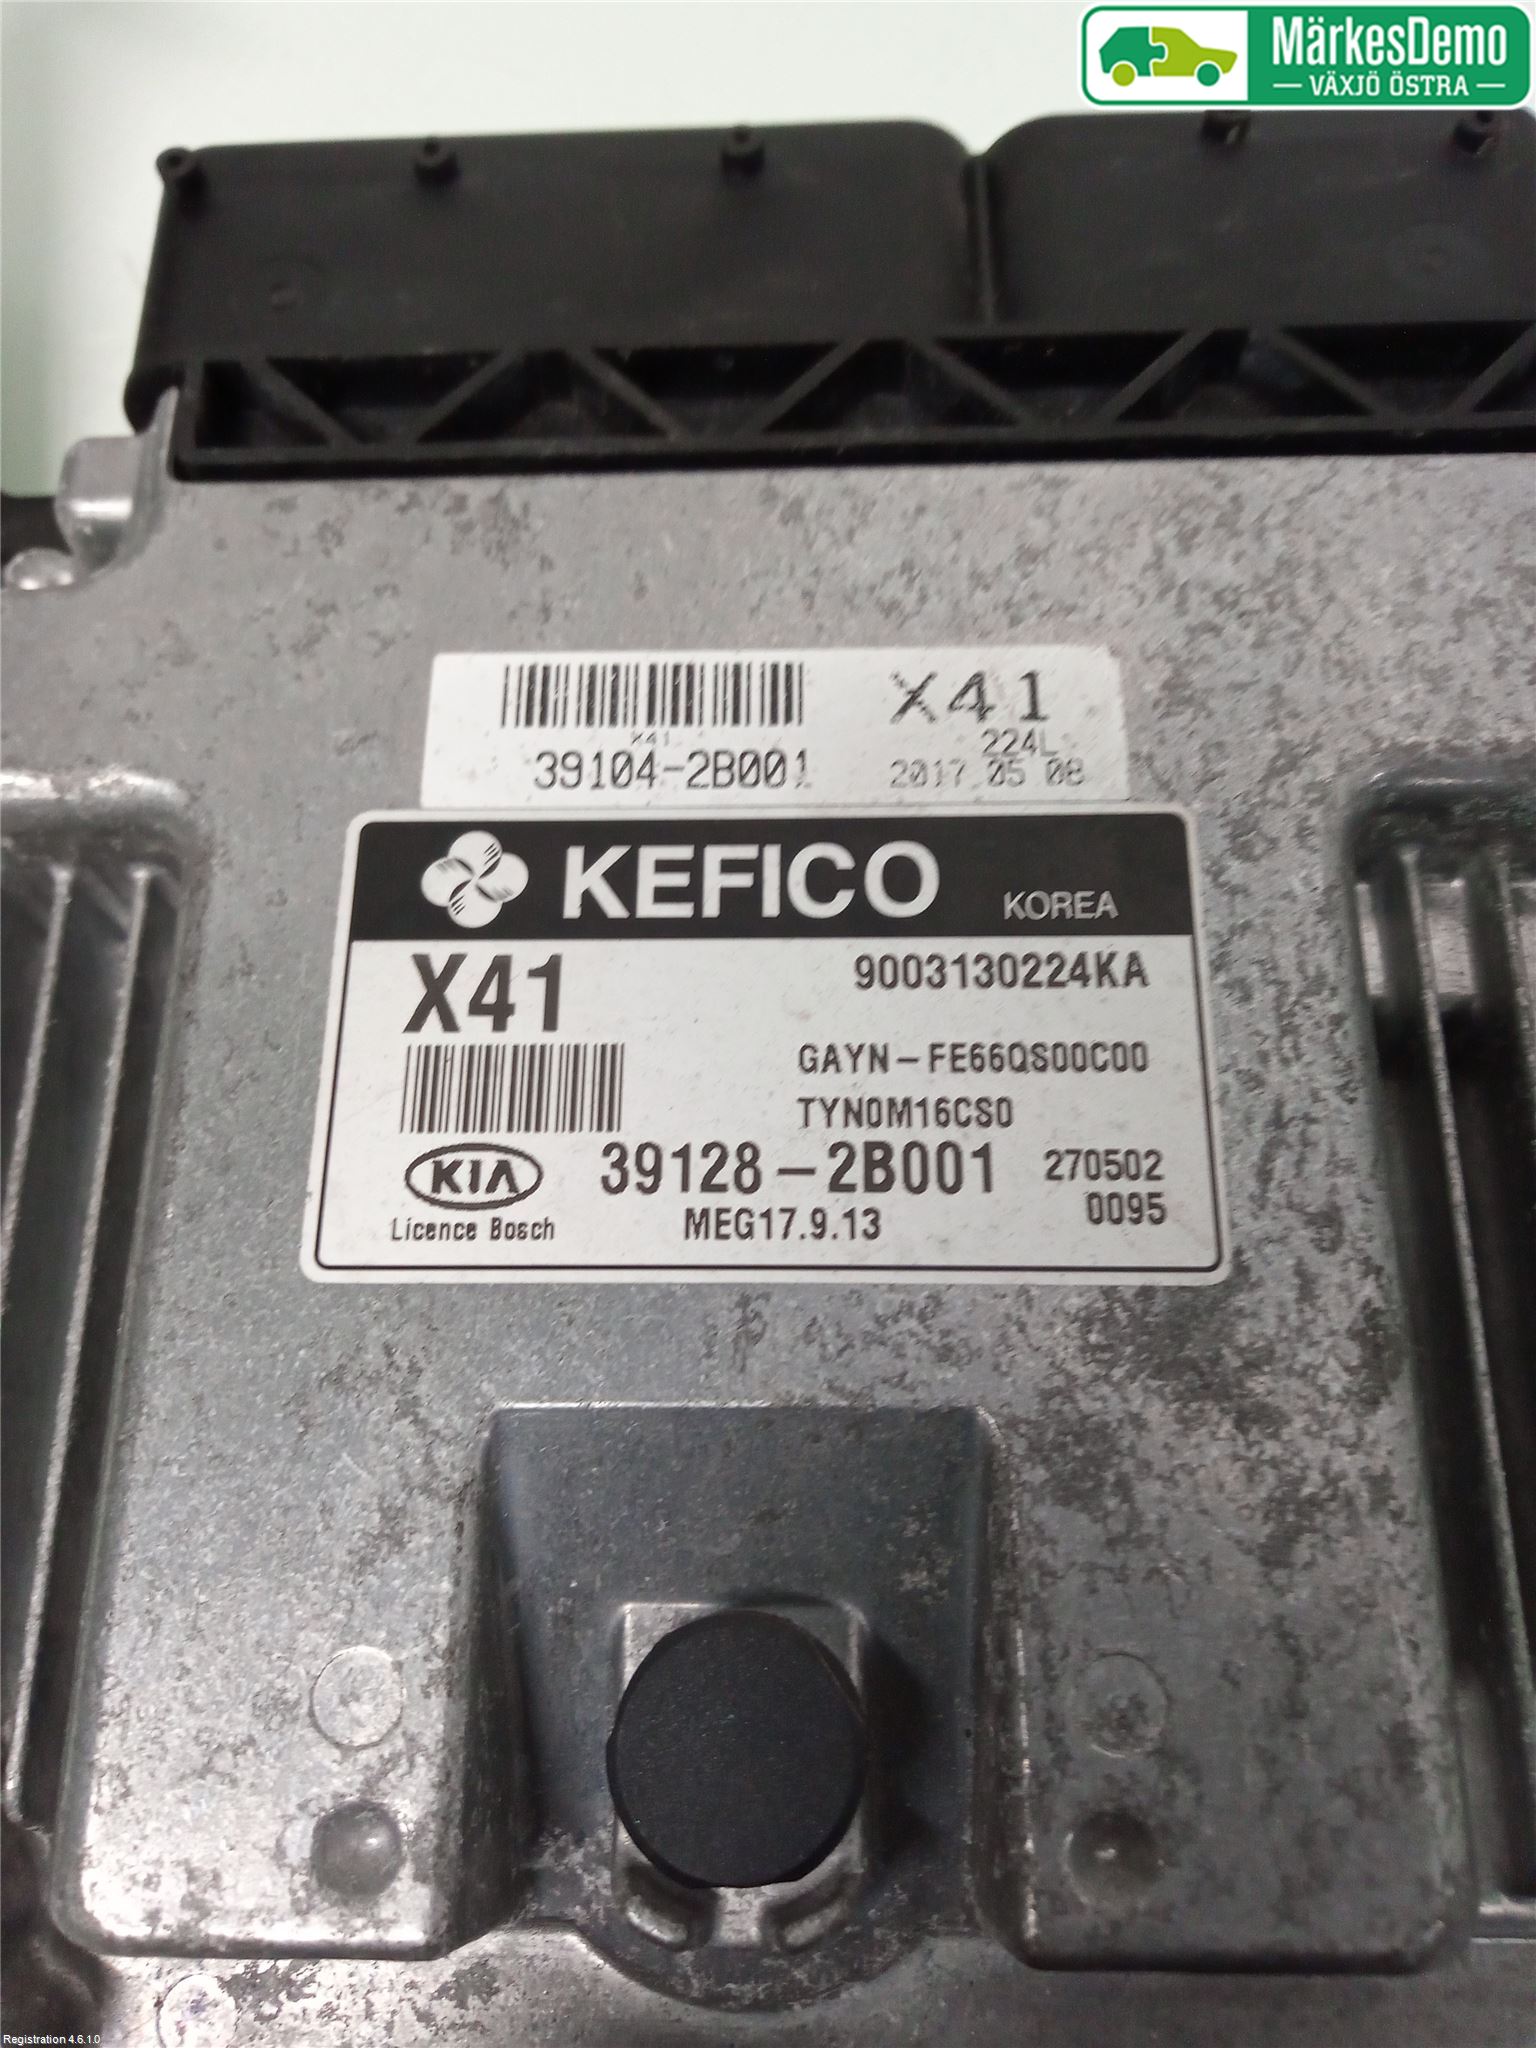 MärkesDemo
VÄXJÖ ÖSTRA
X41
X41
39104-2B001
224L
2017.05.08
KEFICO
KOREA
X41
9003130224KA
GAYN-FE66QS00C00
TYN0M16CS0
KIA
39128-2B001
270502
Licence Bosch
MEG17.9.13
0095
Registration 4.6.1.0